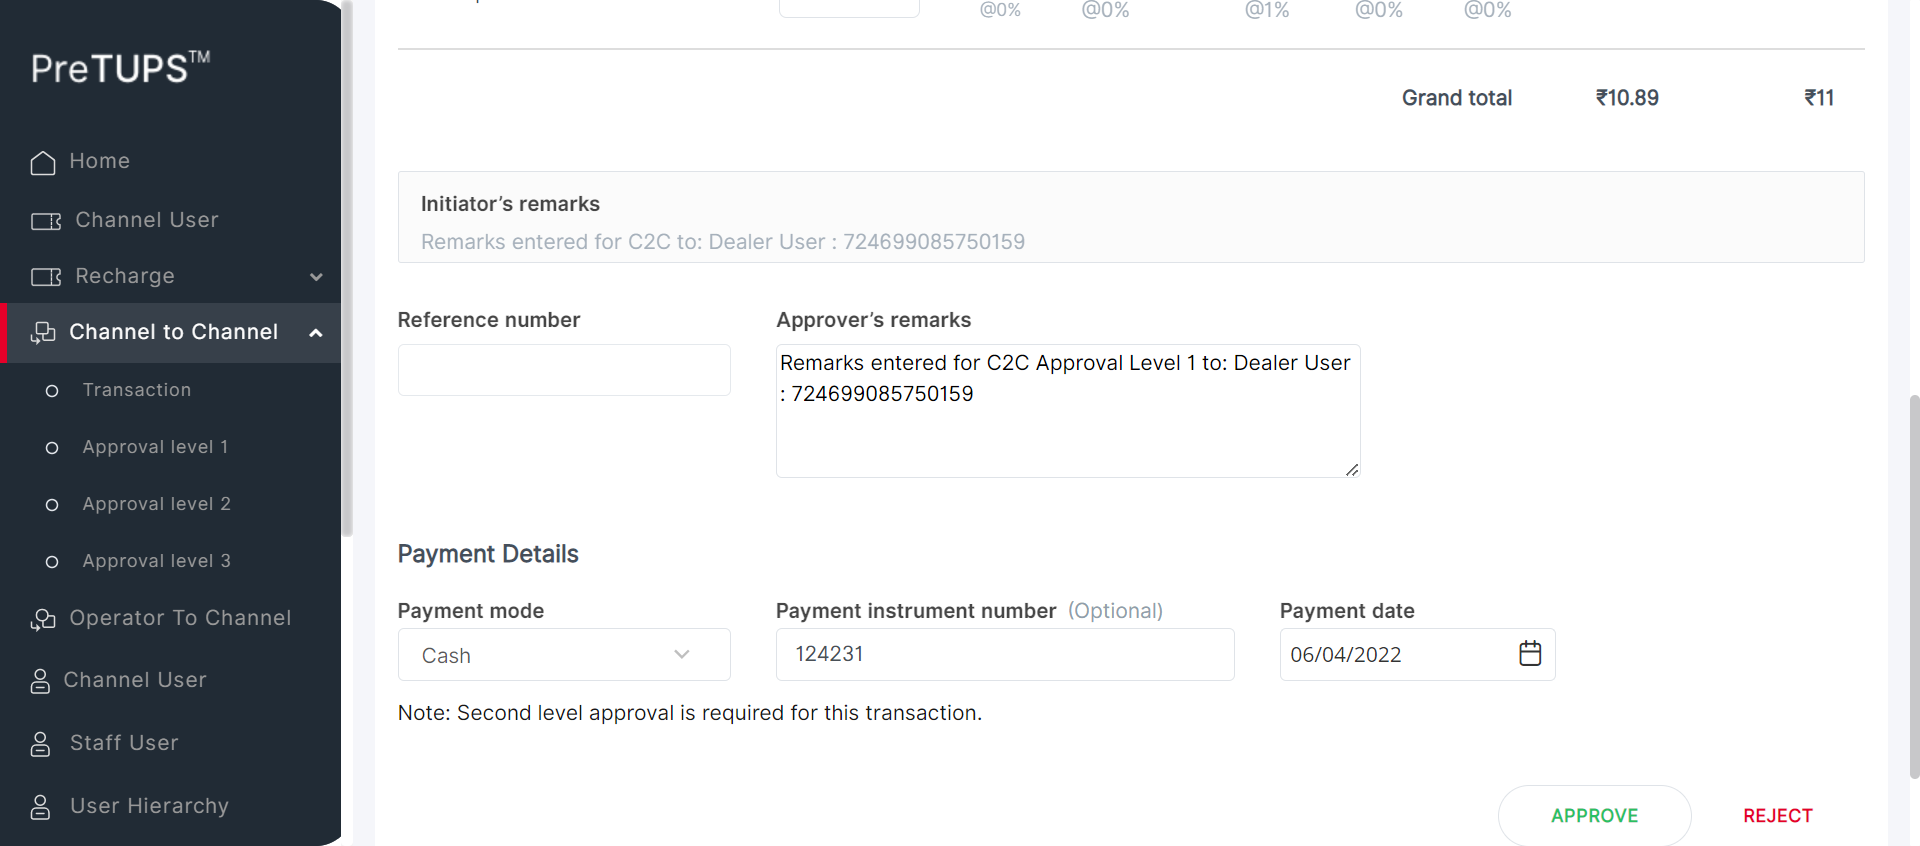 PreTUPS™
Home
Channel User
Recharge
Channel to Channel
Transaction
Approval level 1
Approval level 2
Approval level 3
Operator To Channel
Channel User
Staff User
User Hierarchy
@0% @0% @1% @0% @0%
Grand total ₹10.89 ₹11
Initiator’s remarks
Remarks entered for C2C to: Dealer User : 724699085750159
Reference number
Approver’s remarks
Remarks entered for C2C Approval Level 1 to: Dealer User
: 724699085750159
Payment Details
Payment mode
Cash
Payment instrument number (Optional)
124231
Payment date
06/04/2022
Note: Second level approval is required for this transaction.
APPROVE
REJECT